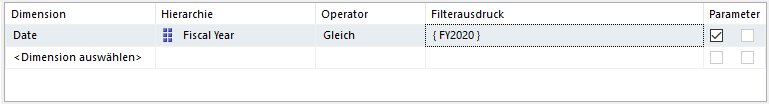 Dimension Hierarchie Operator Filterausdruck Parameter
Date Fiscal Year Gleich { FY2020 }
<Dimension auswählen>